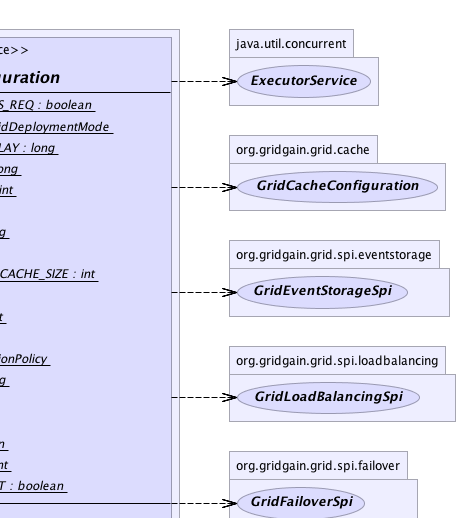 ce>>
uration
S_REQ : boolean
idDeploymentMode
LAY : long
ong
int
g
CACHE_SIZE : int
t
ionPolicy
g
n
nt
T : boolean
java.util.concurrent
ExecutorService
org.gridgain.grid.cache
GridCacheConfiguration
org.gridgain.grid.spi.eventstorage
GridEventStorageSpi
org.gridgain.grid.spi.loadbalancing
GridLoadBalancingSpi
org.gridgain.grid.spi.failover
GridFailoverSpi